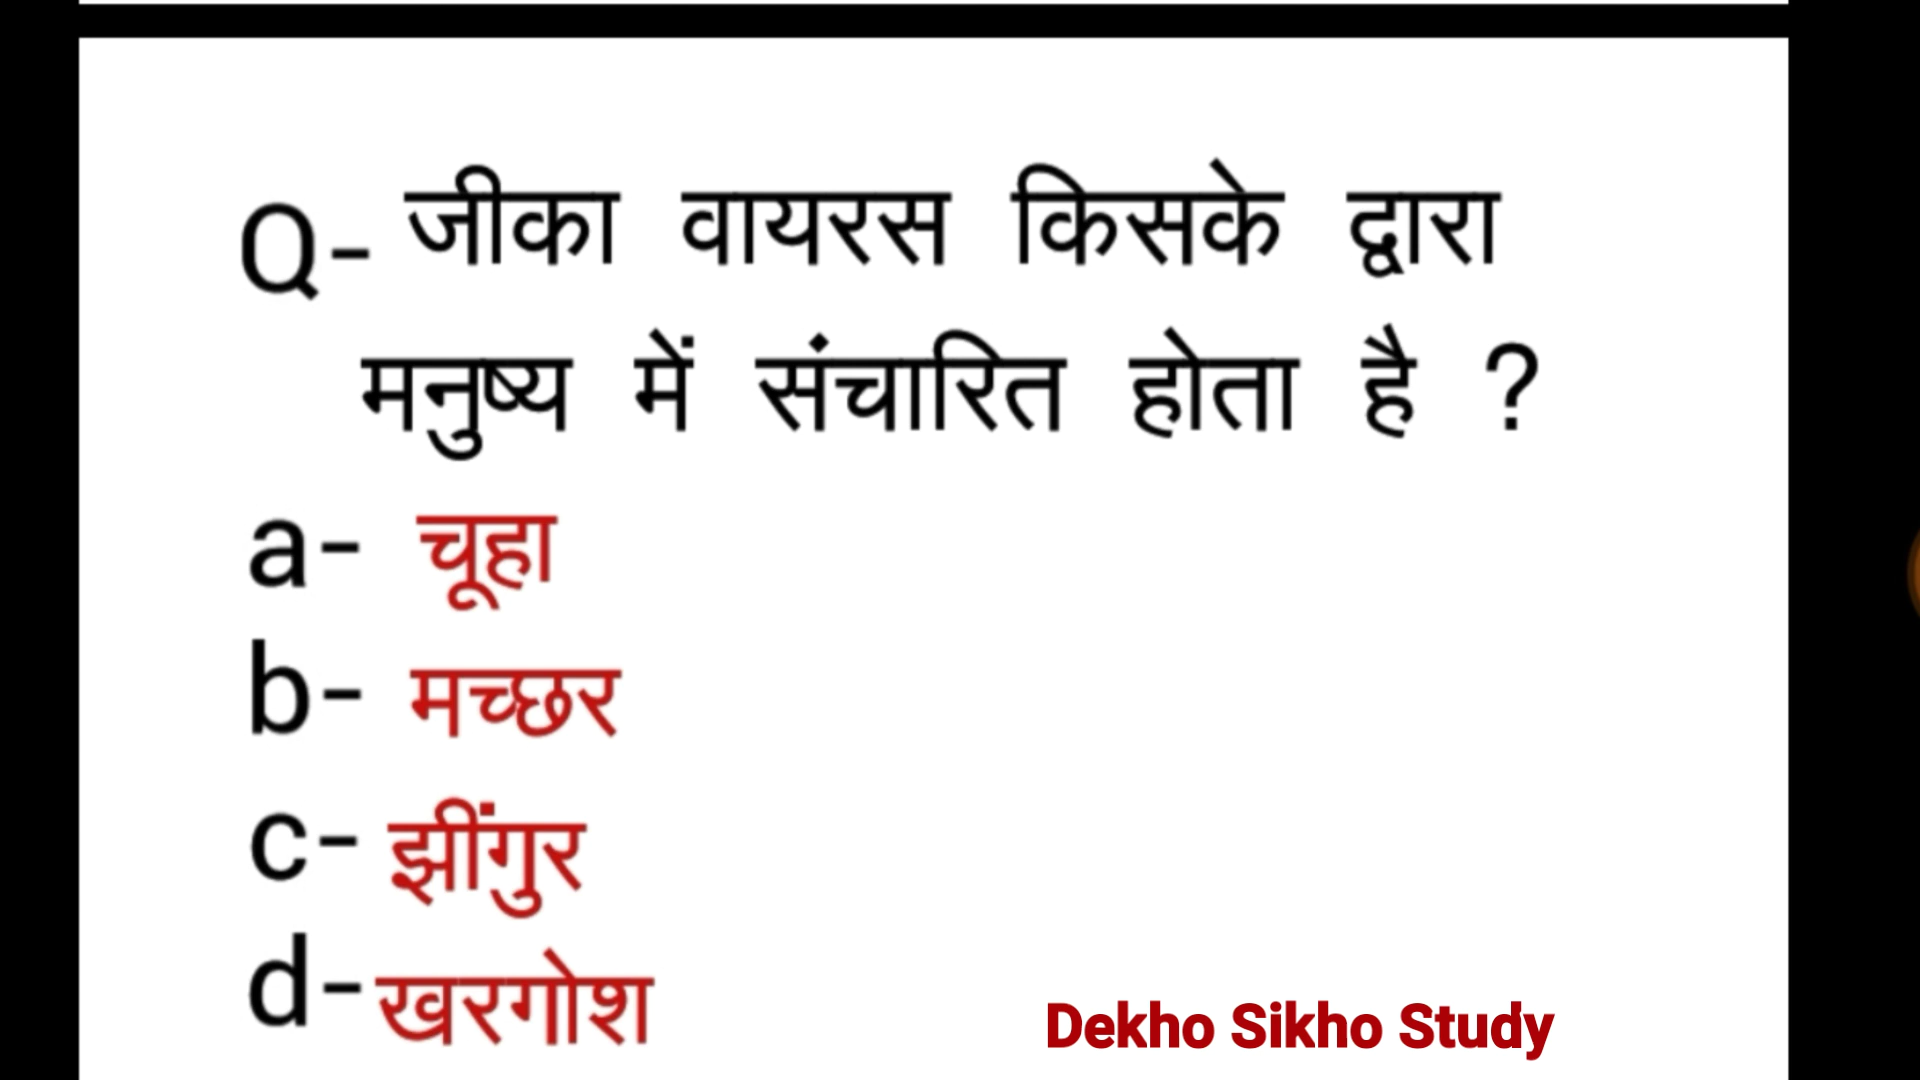 Q- जीका वायरस किसके द्वारा
मनुष्य में संचारित होता है ?
a- चूहा
b- मच्छर
c- झींगुर
d- खरगोश
Dekho Sikho Study